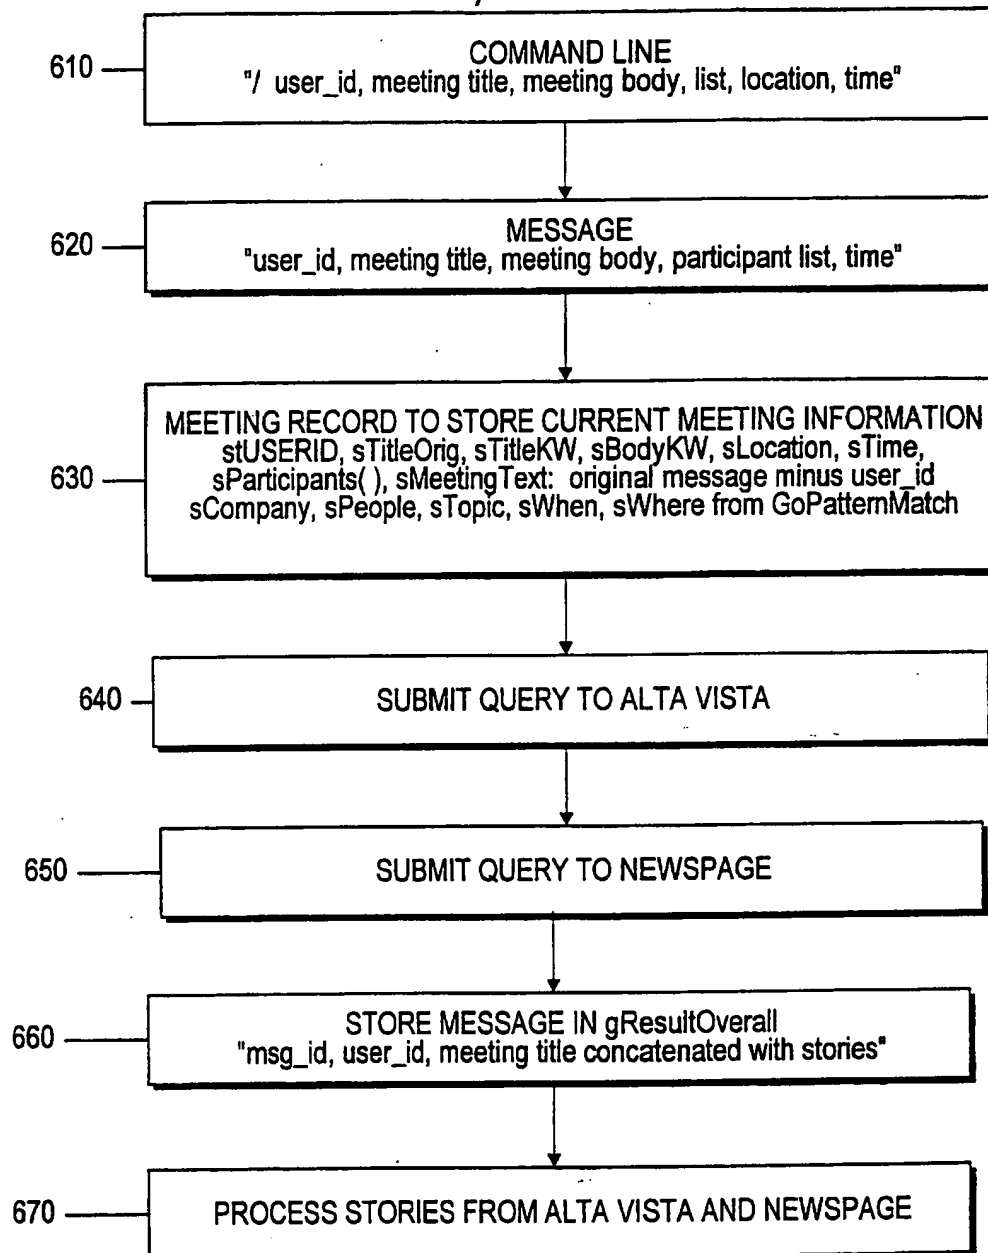 610
COMMAND LINE
"/ user_id, meeting title, meeting body, list, location, time"
620
MESSAGE
"user_id, meeting title, meeting body, participant list, time"
630
MEETING RECORD TO STORE CURRENT MEETING INFORMATION
stUSERID, sTitleOrig, sTitleKW, sBodyKW, sLocation, sTime,
sParticipants( ), sMeetingText: original message minus user_id
sCompany, sPeople, sTopic, sWhen, sWhere from GoPatternMatch
640
SUBMIT QUERY TO ALTA VISTA
650
SUBMIT QUERY TO NEWSPAGE
660
STORE MESSAGE IN gResultOverall
"msg_id, user_id, meeting title concatenated with stories"
670
PROCESS STORIES FROM ALTA VISTA AND NEWSPAGE